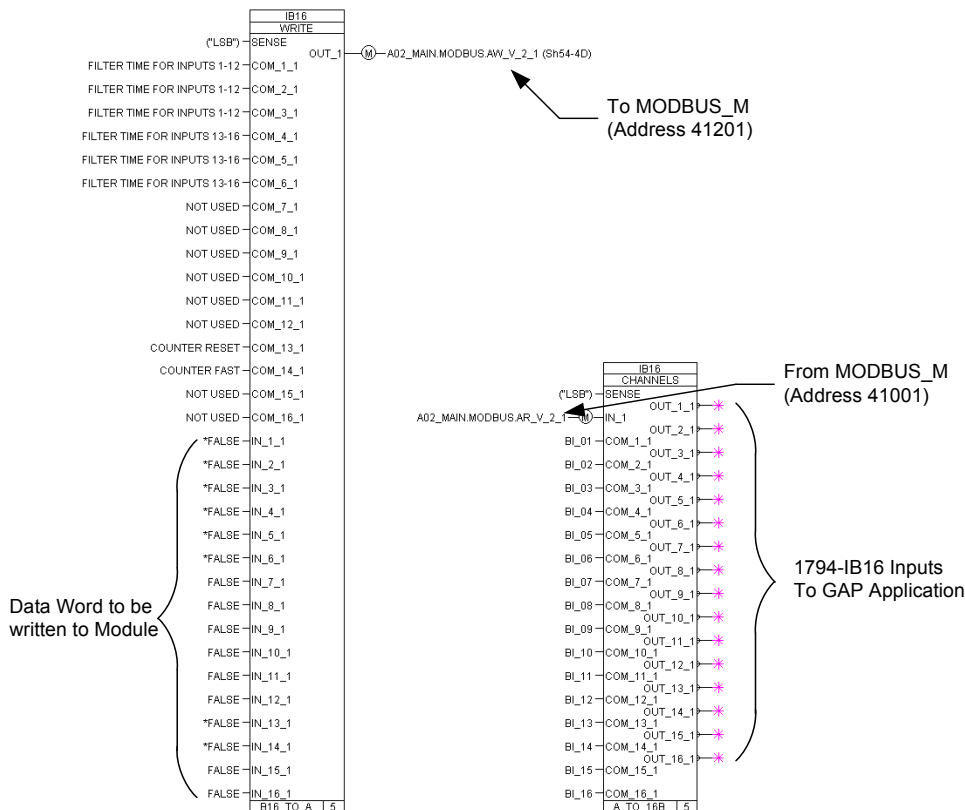 IB16
WRITE
("LSB") SENSE
OUT_1 M A02_MAIN.MODBUS.AW_V_2_1 (Sh54-4D)
FILTER TIME FOR INPUTS 1-12 COM_1_1
FILTER TIME FOR INPUTS 1-12 COM_2_1
FILTER TIME FOR INPUTS 1-12 COM_3_1
FILTER TIME FOR INPUTS 13-16 COM_4_1
FILTER TIME FOR INPUTS 13-16 COM_5_1
FILTER TIME FOR INPUTS 13-16 COM_6_1
NOT USED COM_7_1
NOT USED COM_8_1
NOT USED COM_9_1
NOT USED COM_10_1
NOT USED COM_11_1
NOT USED COM_12_1
COUNTER RESET COM_13_1
COUNTER FAST COM_14_1
NOT USED COM_15_1
NOT USED COM_16_1
*FALSE IN_1_1
*FALSE IN_2_1
*FALSE IN_3_1
*FALSE IN_4_1
*FALSE IN_5_1
*FALSE IN_6_1
FALSE IN_7_1
FALSE IN_8_1
FALSE IN_9_1
FALSE IN_10_1
FALSE IN_11_1
FALSE IN_12_1
*FALSE IN_13_1
*FALSE IN_14_1
FALSE IN_15_1
FALSE IN_16_1
B16_TO_A 5
To MODBUS_M
(Address 41201)
Data Word to be
written to Module
IB16
CHANNELS
("LSB") SENSE
OUT_1_1
A02_MAIN.MODBUS.AR_V_2_1 M IN_1
OUT_2_1
BI_01 COM_1_1
OUT_3_1
BI_02 COM_2_1
OUT_4_1
BI_03 COM_3_1
OUT_5_1
BI_04 COM_4_1
OUT_6_1
BI_05 COM_5_1
OUT_7_1
BI_06 COM_6_1
OUT_8_1
BI_07 COM_7_1
OUT_9_1
BI_08 COM_8_1
OUT_10_1
BI_09 COM_9_1
OUT_11_1
BI_10 COM_10_1
OUT_12_1
BI_11 COM_11_1
OUT_13_1
BI_12 COM_12_1
OUT_14_1
BI_13 COM_13_1
OUT_15_1
BI_14 COM_14_1
OUT_16_1
BI_15 COM_15_1
BI_16 COM_16_1
A_TO_16B 5
From MODBUS_M
(Address 41001)
1794-IB16 Inputs
To GAP Application